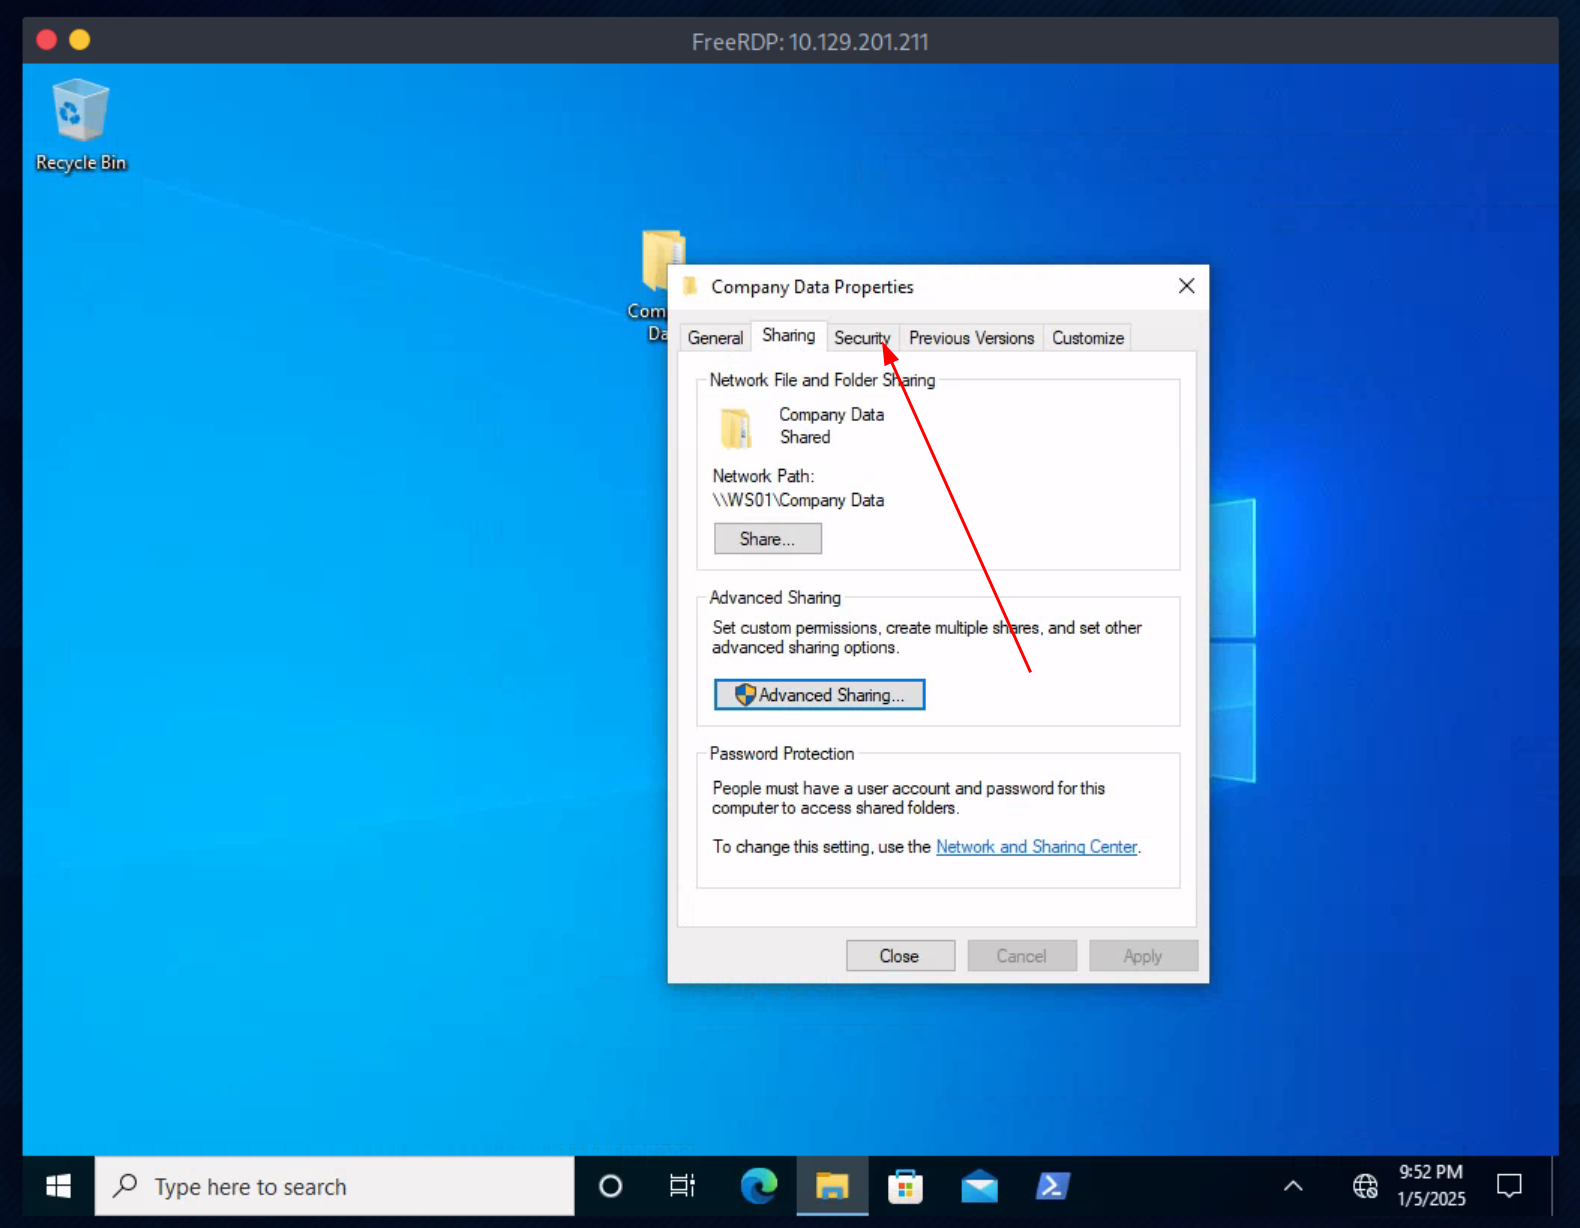 FreeRDP: 10.129.201.211
Recycle Bin
Company Data Properties
General Sharing Security Previous Versions Customize
Network File and Folder Sharing
Company Data
Shared
Network Path:
\\WS01\Company Data
Share...
Advanced Sharing
Set custom permissions, create multiple shares, and set other
advanced sharing options.
Advanced Sharing...
Password Protection
People must have a user account and password for this
computer to access shared folders.
To change this setting, use the Network and Sharing Center.
Close Cancel Apply
Com
Da
Type here to search
9:52 PM
1/5/2025